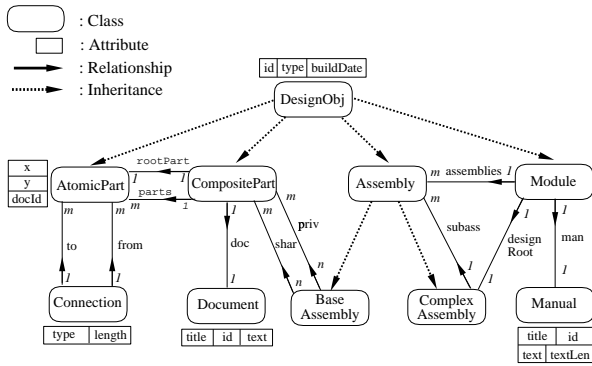 : Class
: Attribute
: Relationship
: Inheritance
id type buildDate
DesignObj
x
y
docId
AtomicPart
rootPart
1 1
parts
m 1
CompositePart
Assembly
m assemblies 1
Module
m m
to from
1 1
1
doc
1
m m
shar priv
n n
m
subass
1
1
design
Root
1
1
man
1
Connection
Document
Base
Assembly
Complex
Assembly
Manual
type length
title id text
title id
text textLen